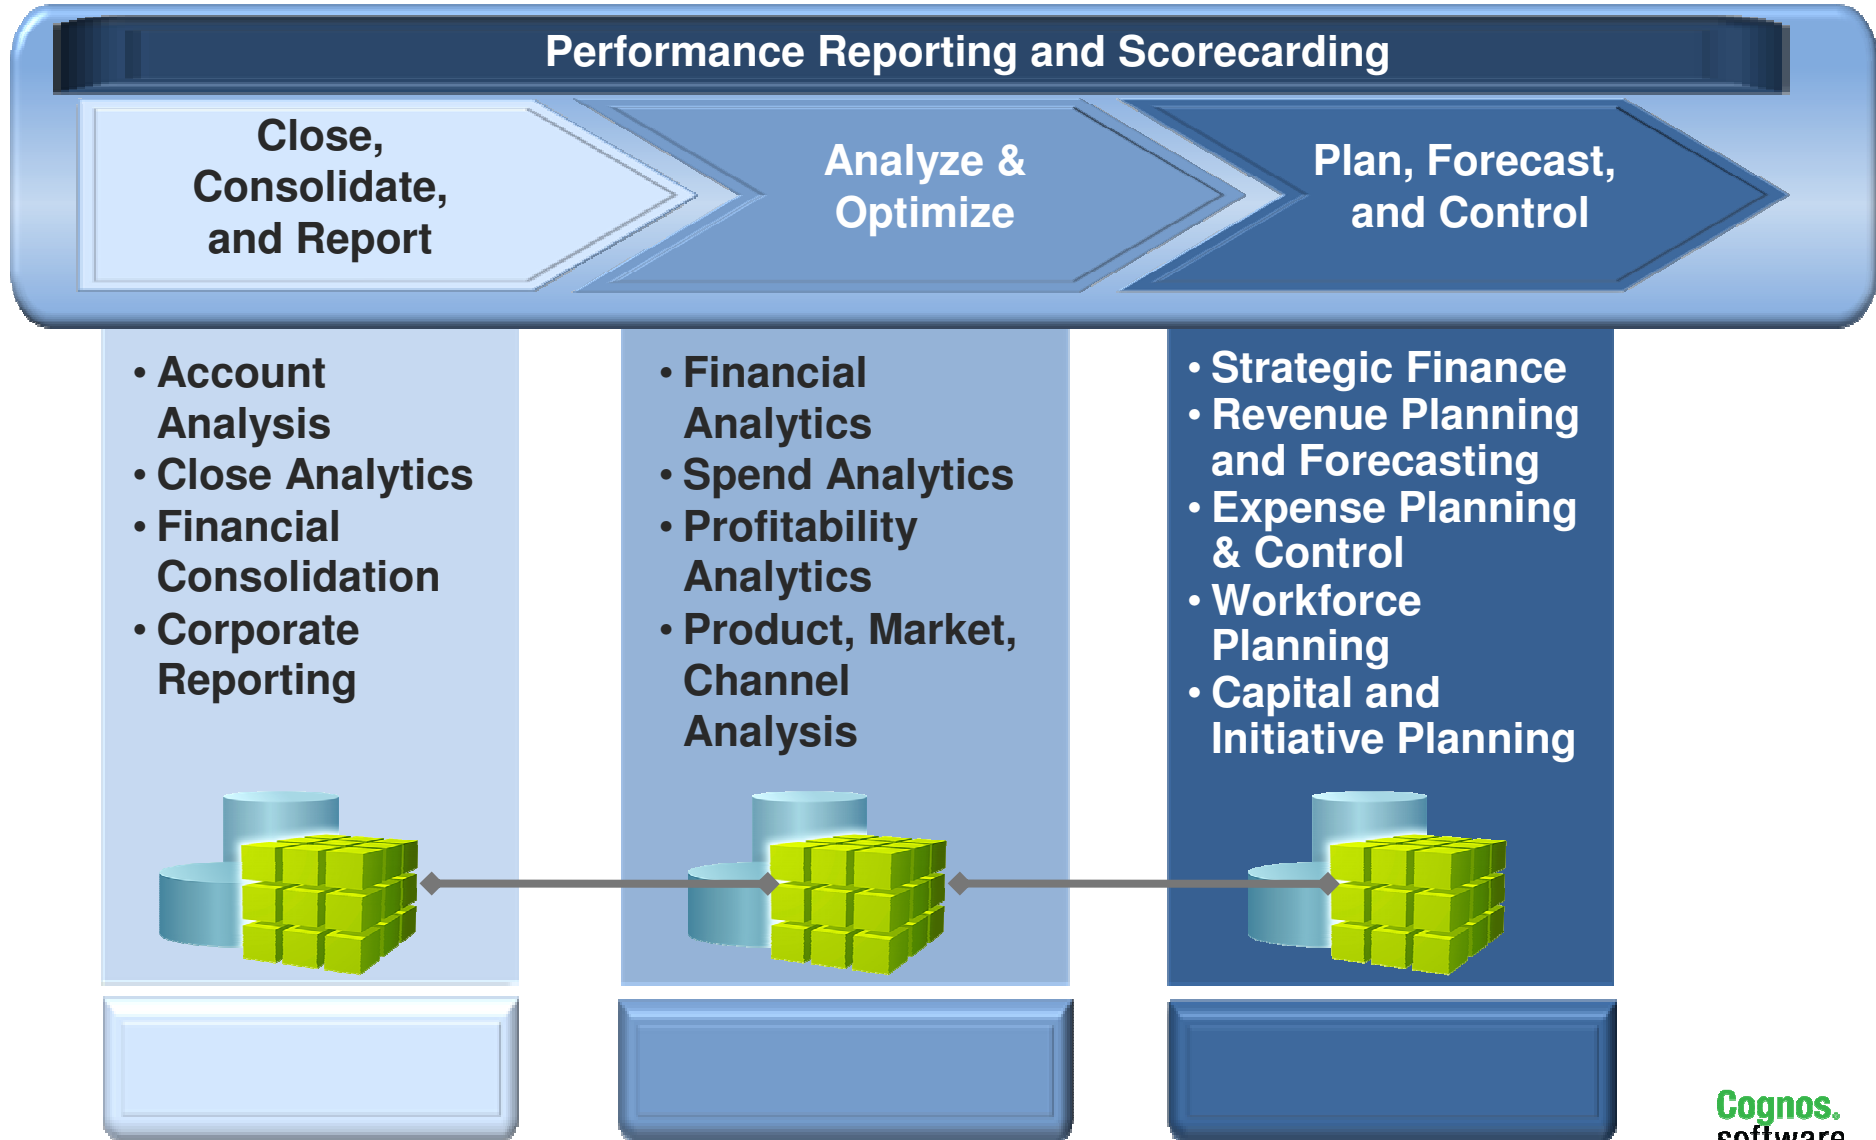 Performance Reporting and Scorecarding
Close,
Consolidate,
and Report
Analyze &
Optimize
Plan, Forecast,
and Control
• Account
Analysis
• Close Analytics
• Financial
Consolidation
• Corporate
Reporting
• Financial
Analytics
• Spend Analytics
• Profitability
Analytics
• Product, Market,
Channel
Analysis
• Strategic Finance
• Revenue Planning
and Forecasting
• Expense Planning
& Control
• Workforce
Planning
• Capital and
Initiative Planning
Cognos.
software